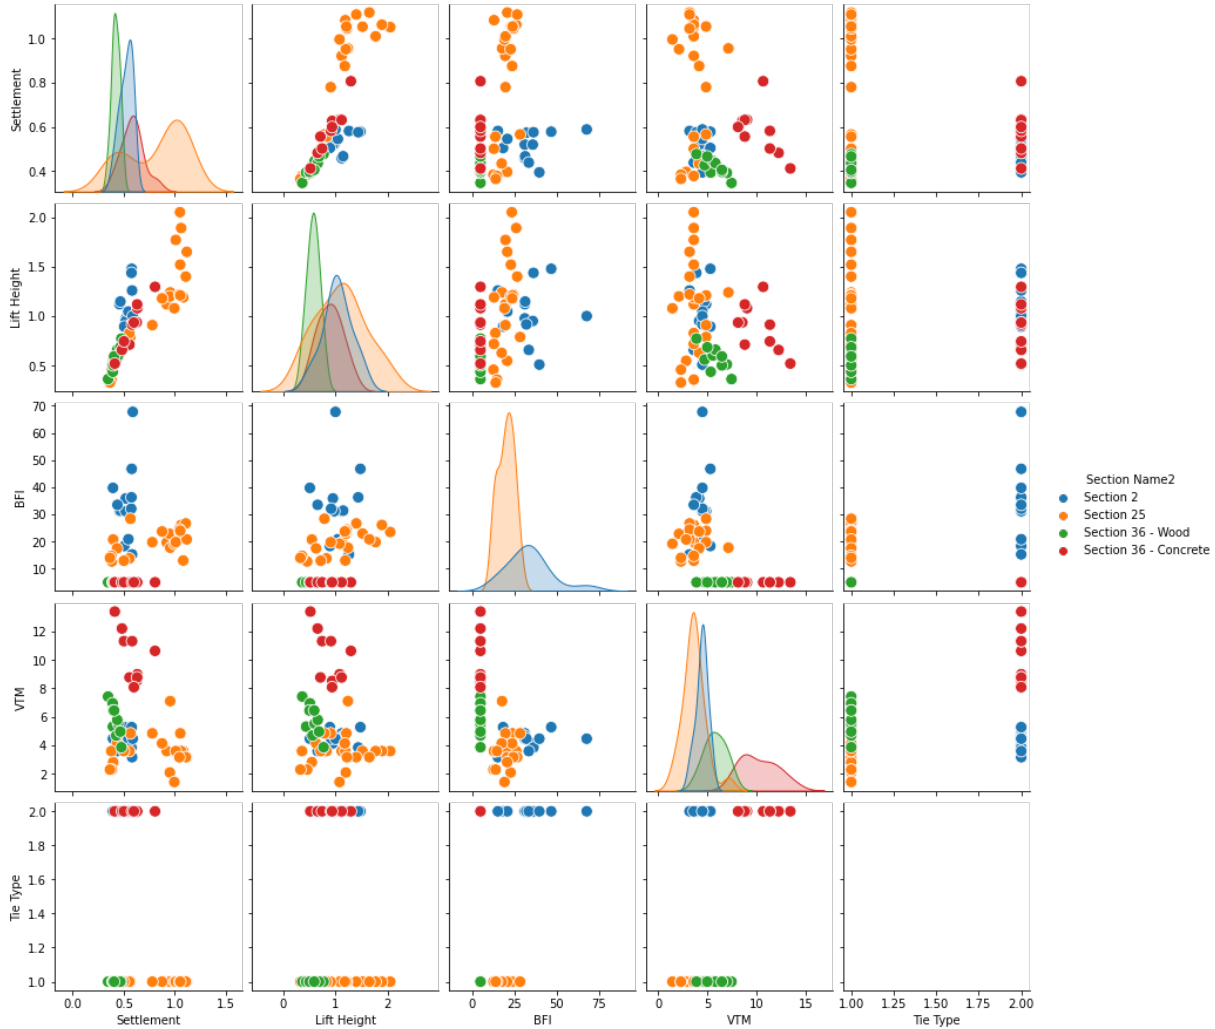 1.0
0.8
0.6
0.4
Settlement
2.0
1.5
1.0
0.5
Lift Height
70
60
50
40
30
20
10
BFI
Section Name2
Section 2
Section 25
Section 36 - Wood
Section 36 - Concrete
12
10
8
6
4
2
VTM
2.0
1.8
1.6
1.4
1.2
1.0
Tie Type
0.0 0.5 1.0 1.5
Settlement
0 1 2
Lift Height
0 25 50 75
BFI
0 5 10 15
VTM
1.00 1.25 1.50 1.75 2.00
Tie Type